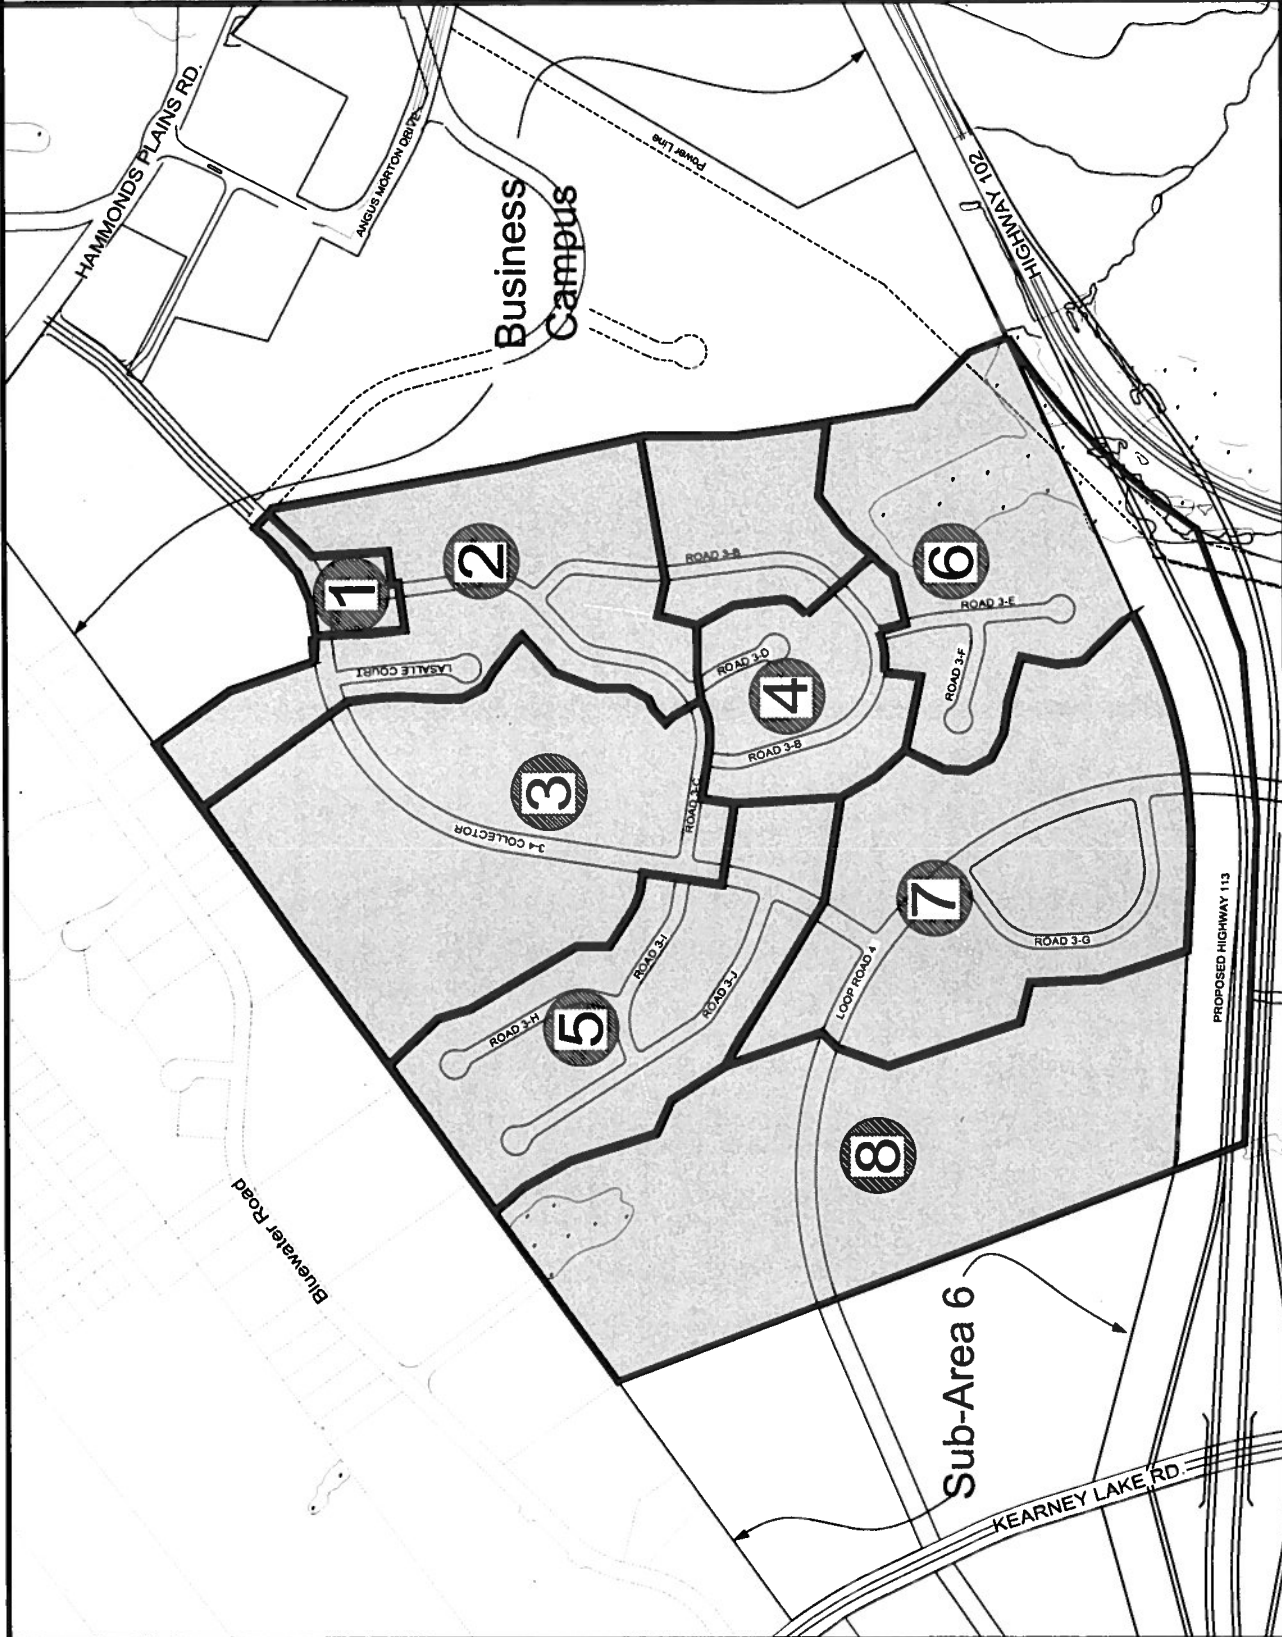 HAMMONDS PLAINS RD.
ANGUS MORTON DRIVE
Power Line
HIGHWAY 102
Business
Campus
1
2
ROAD 3-B
LASALLE COURT
6
ROAD 3-E
ROAD 3-D
ROAD 3-F
4
ROAD 3-B
3
ROAD 3-C
3-4 COLLECTOR
7
ROAD 3-G
LOOP ROAD 4
ROAD 3-I
ROAD 3-J
ROAD 3-H
5
PROPOSED HIGHWAY 113
8
Bluewater Road
Sub-Area 6
KEARNEY LAKE RD.